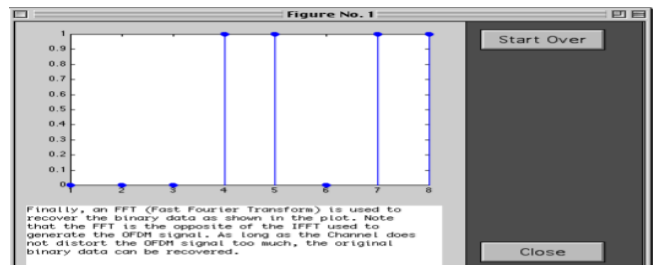 Figure No. 1
1
0.9
0.8
0.7
0.6
0.5
0.4
0.3
0.2
0.1
0
1 2 3 4 5 6 7 8
Start Over
Finally, an FFT (Fast Fourier Transform) is used to
recover the binary data as shown in the plot. Note
that the FFT is the opposite of the IFFT used to
generate the OFDM signal. As long as the Channel does
not distort the OFDM signal too much, the original
binary data can be recovered.
Close